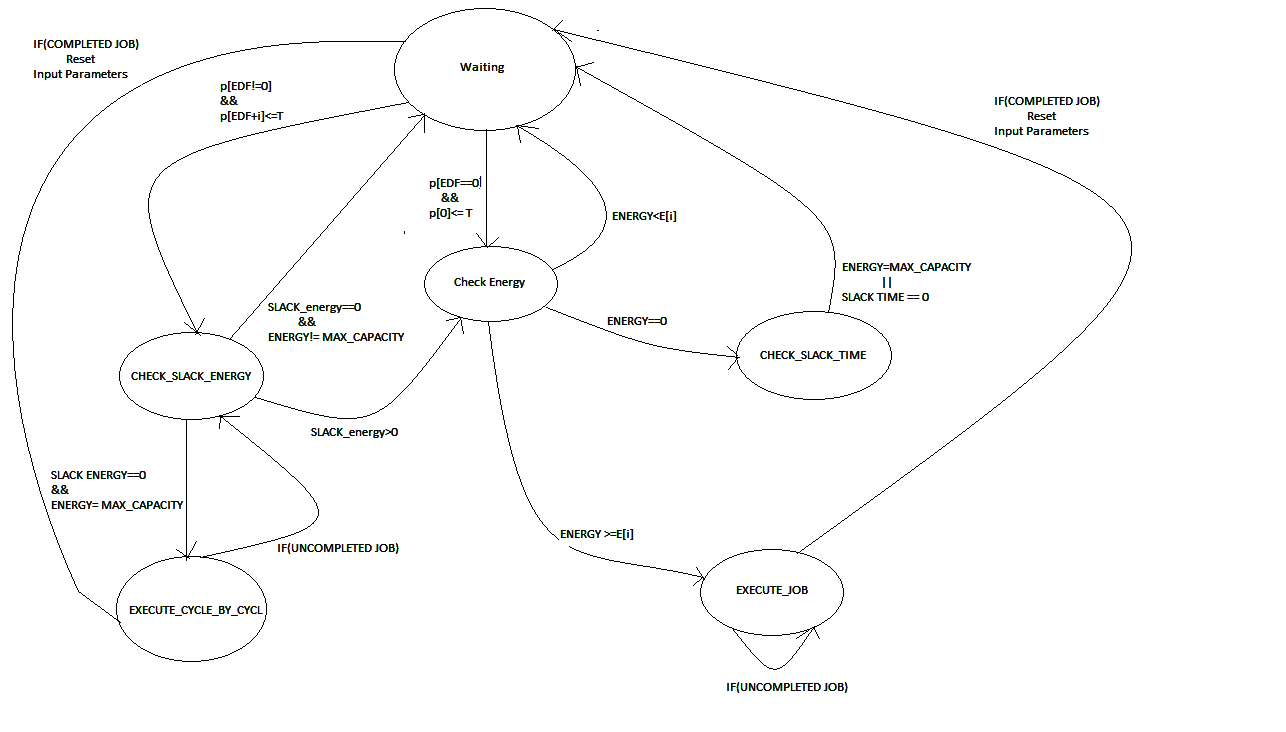 IF(COMPLETED JOB)
Reset
Input Parameters
Waiting
p[EDF!=0]
&&
p[EDF+i]<=T
IF(COMPLETED JOB)
Reset
Input Parameters
p[EDF==0]
&&
p[0]<= T
ENERGY<E[i]
Check Energy
ENERGY=MAX_CAPACITY
||
SLACK TIME == 0
SLACK_energy==0
&&
ENERGY!= MAX_CAPACITY
ENERGY==0
CHECK_SLACK_TIME
CHECK_SLACK_ENERGY
SLACK_energy>0
SLACK ENERGY==0
&&
ENERGY= MAX_CAPACITY
ENERGY >=E[i]
IF(UNCOMPLETED JOB)
EXECUTE_JOB
EXECUTE_CYCLE_BY_CYCL
IF(UNCOMPLETED JOB)